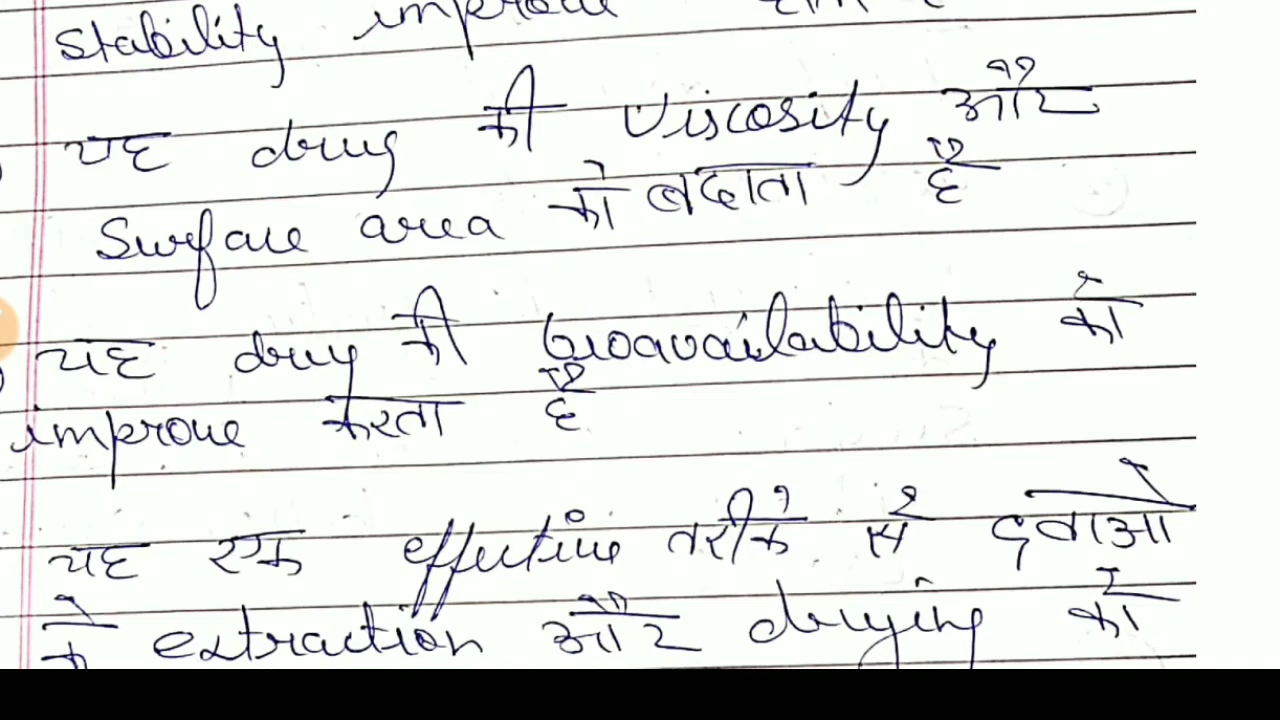 stability improve
यह drug की viscosity और
Surface area को बढाता है
यह drug की bioavailability को
improve करता है
यह एक effective तरीके से दवाओ
के extraction और drying को